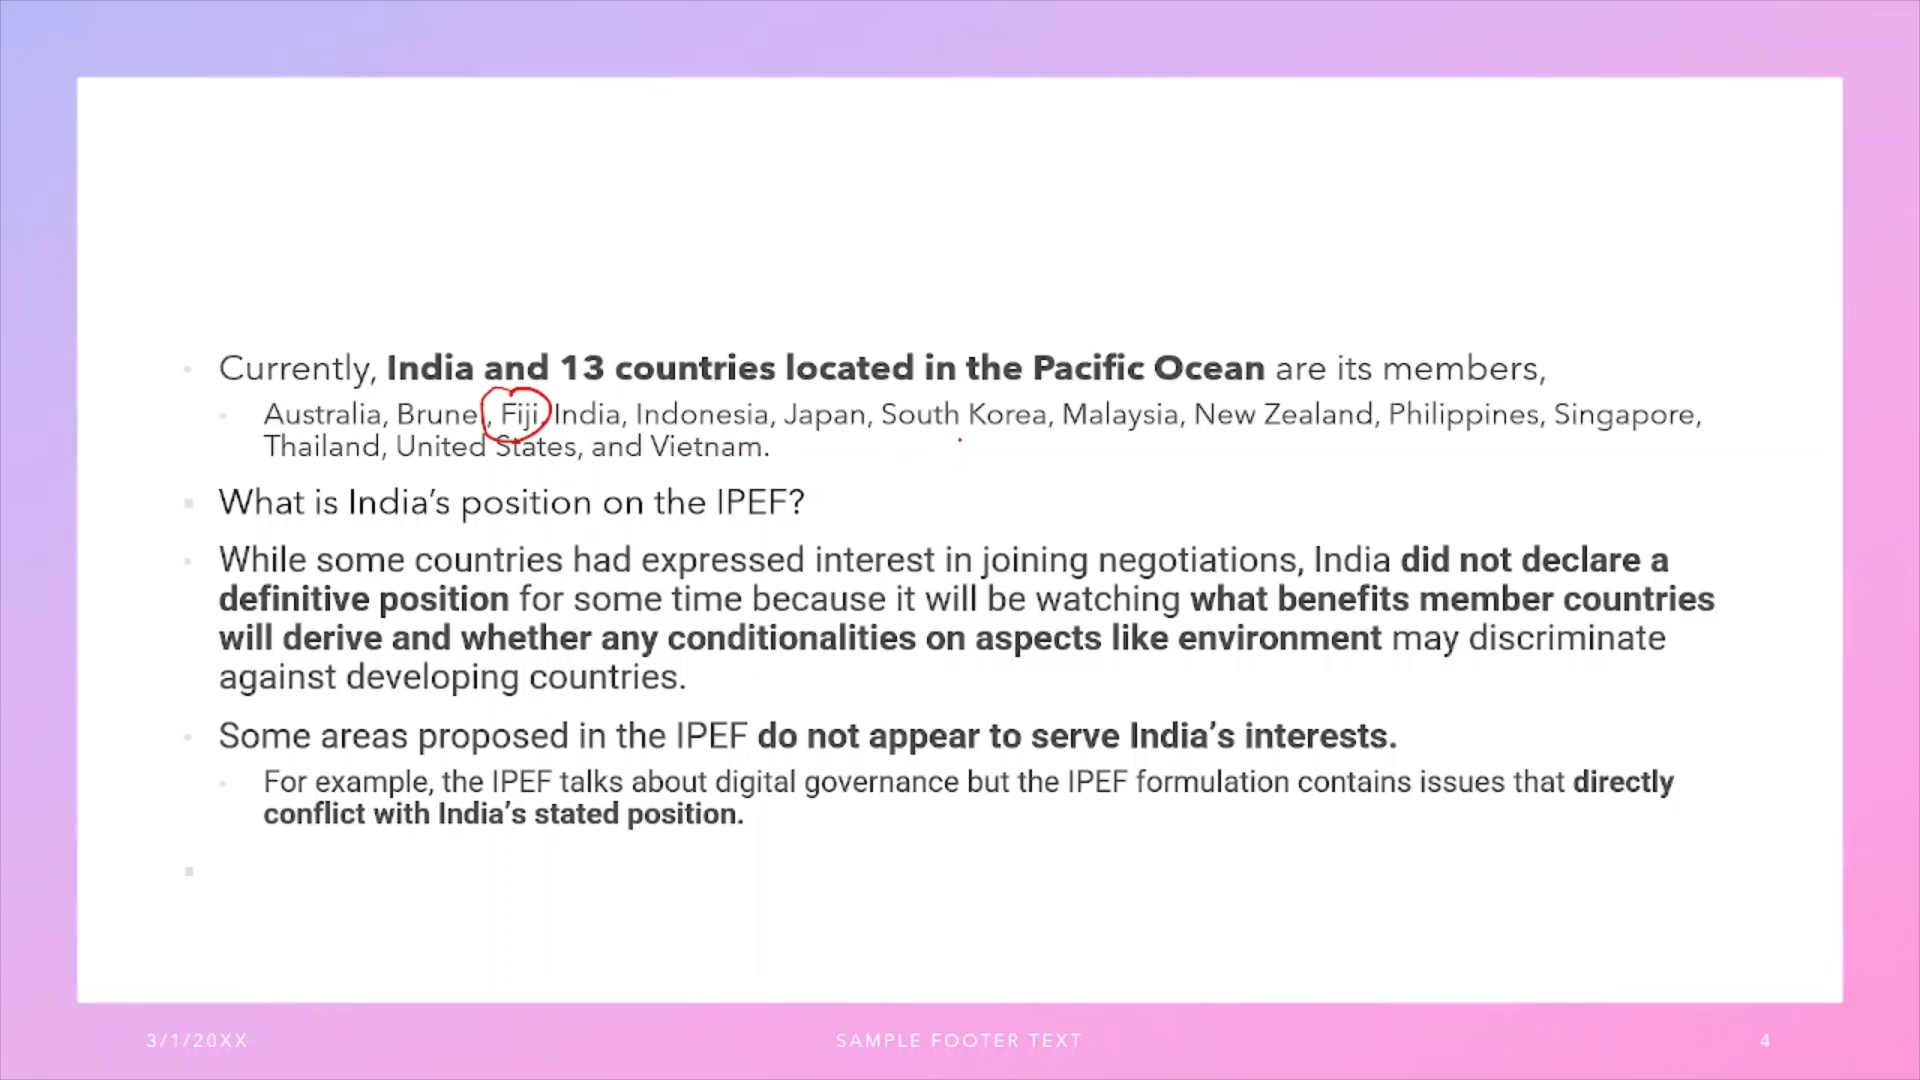 Currently, India and 13 countries located in the Pacific Ocean are its members,
Australia, Brunei, Fiji, India, Indonesia, Japan, South Korea, Malaysia, New Zealand, Philippines, Singapore,
Thailand, United States, and Vietnam.
What is India’s position on the IPEF?
While some countries had expressed interest in joining negotiations, India did not declare a
definitive position for some time because it will be watching what benefits member countries
will derive and whether any conditionalities on aspects like environment may discriminate
against developing countries.
Some areas proposed in the IPEF do not appear to serve India’s interests.
For example, the IPEF talks about digital governance but the IPEF formulation contains issues that directly
conflict with India’s stated position.
3/1/20XX
SAMPLE FOOTER TEXT
4